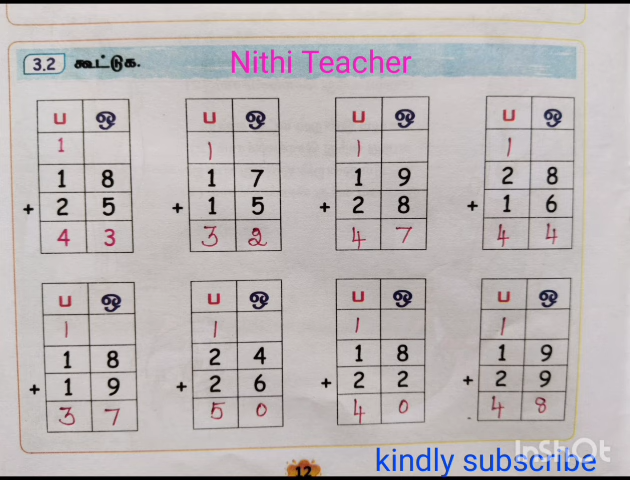 3.2 கூட்டுக. Nithi Teacher
ப ஒ ப ஒ ப ஒ ப ஒ
1 1 1 1
1 8 1 7 1 9 2 8
+ 2 5 + 1 5 + 2 8 + 1 6
4 3 3 2 4 7 4 4
ப ஒ ப ஒ ப ஒ ப ஒ
1 1 1 1
1 8 2 4 1 8 1 9
+ 1 9 + 2 6 + 2 2 + 2 9
3 7 5 0 4 0 4 8
InShOt
12 kindly subscribe